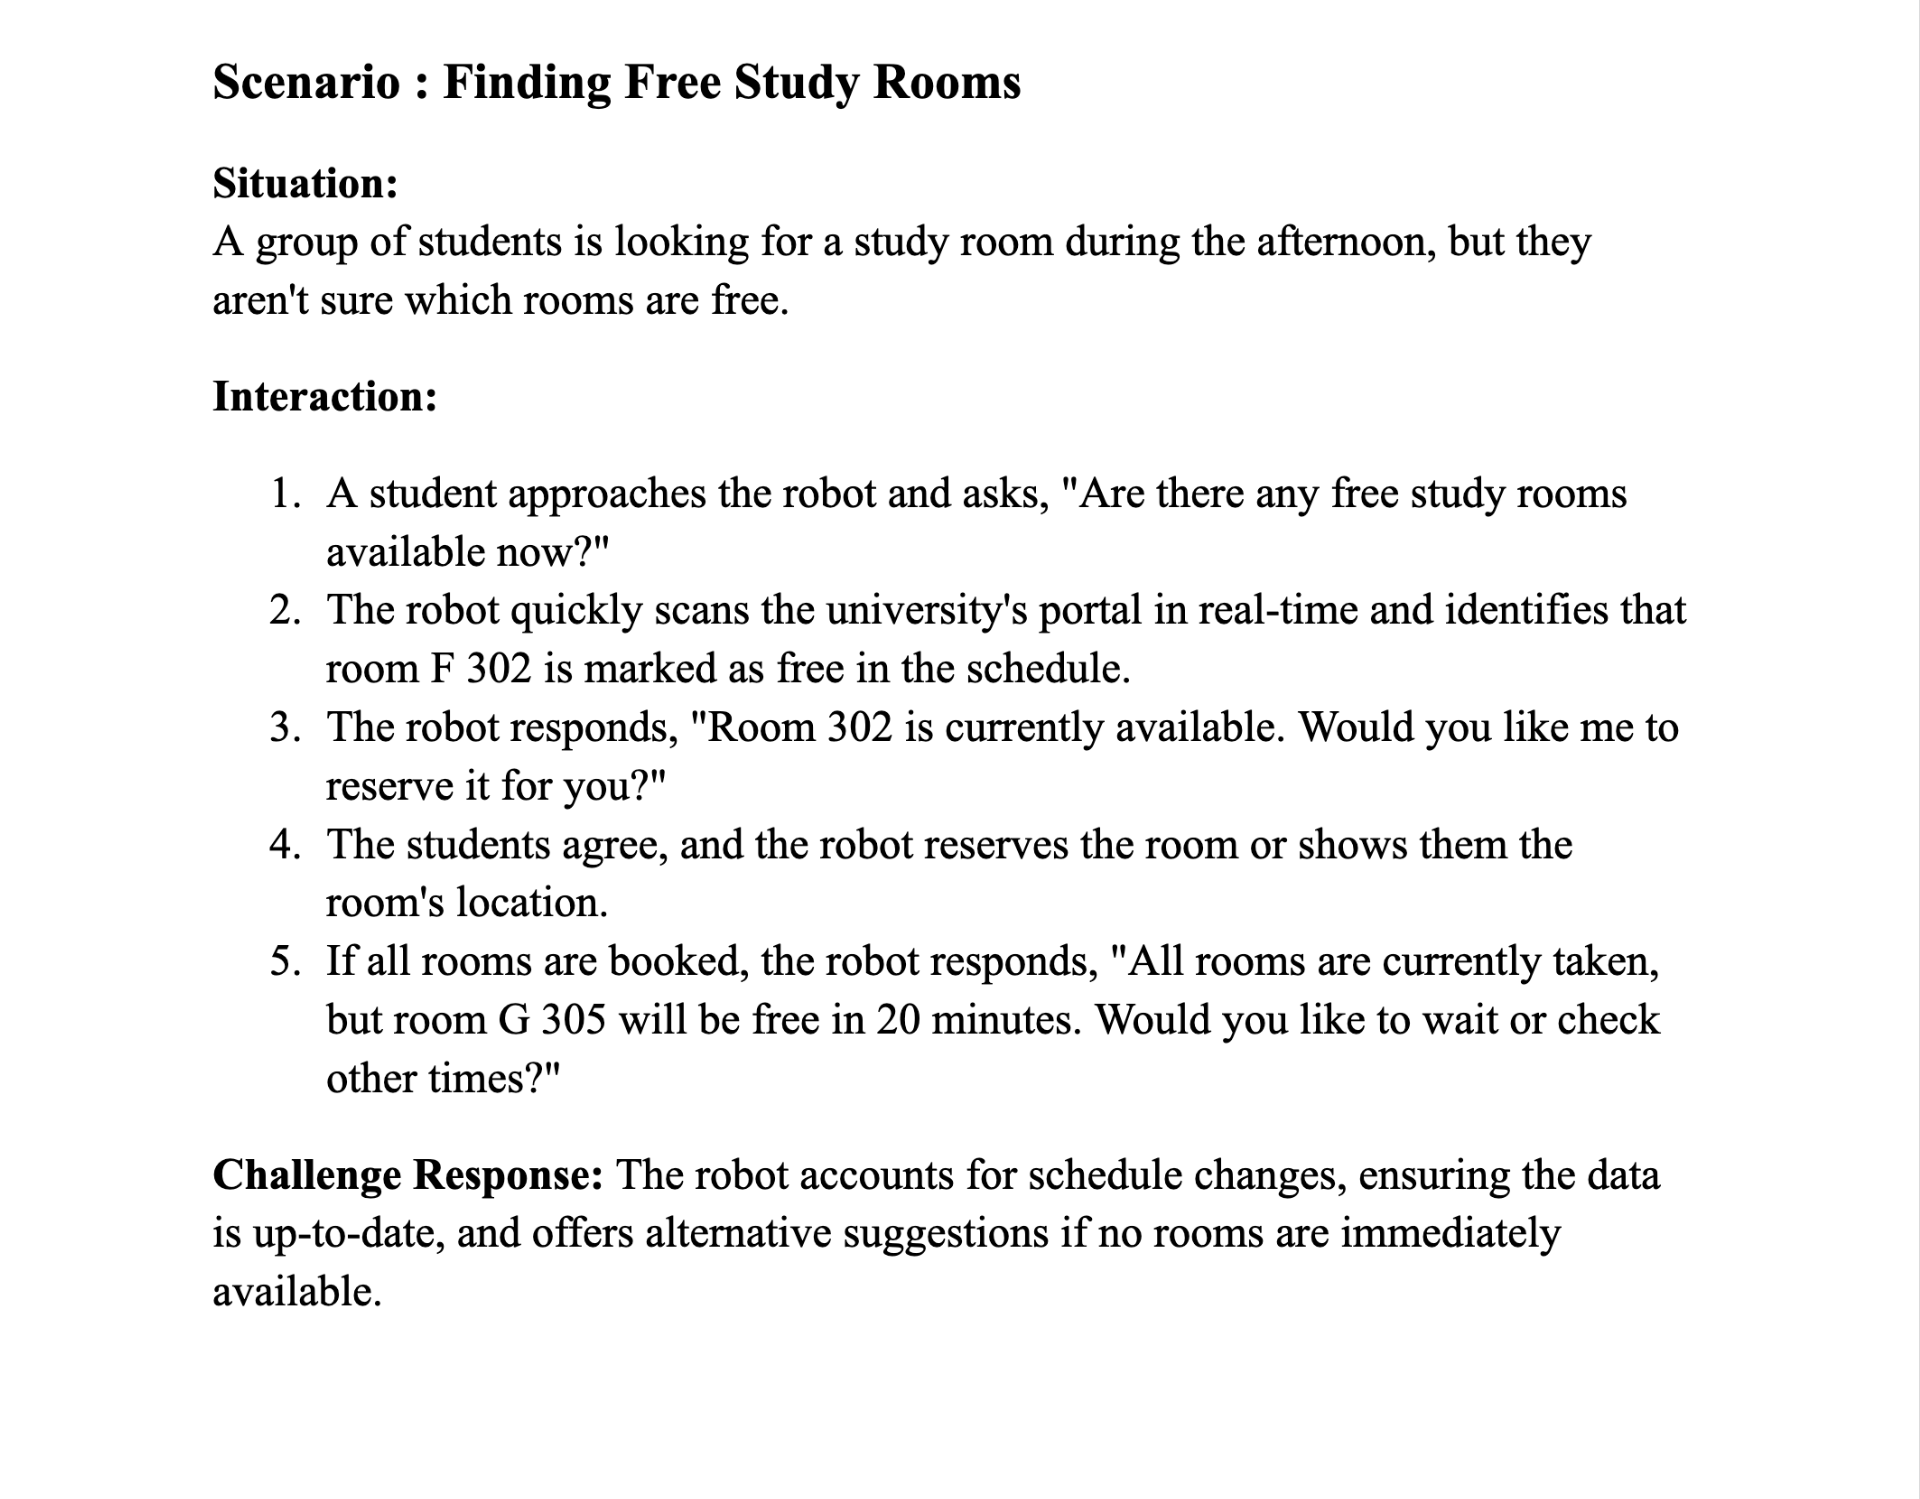 Scenario : Finding Free Study Rooms
Situation:
A group of students is looking for a study room during the afternoon, but they
aren't sure which rooms are free.
Interaction:
1. A student approaches the robot and asks, "Are there any free study rooms
available now?"
2. The robot quickly scans the university's portal in real-time and identifies that
room F 302 is marked as free in the schedule.
3. The robot responds, "Room 302 is currently available. Would you like me to
reserve it for you?"
4. The students agree, and the robot reserves the room or shows them the
room's location.
5. If all rooms are booked, the robot responds, "All rooms are currently taken,
but room G 305 will be free in 20 minutes. Would you like to wait or check
other times?"
Challenge Response: The robot accounts for schedule changes, ensuring the data
is up-to-date, and offers alternative suggestions if no rooms are immediately
available.